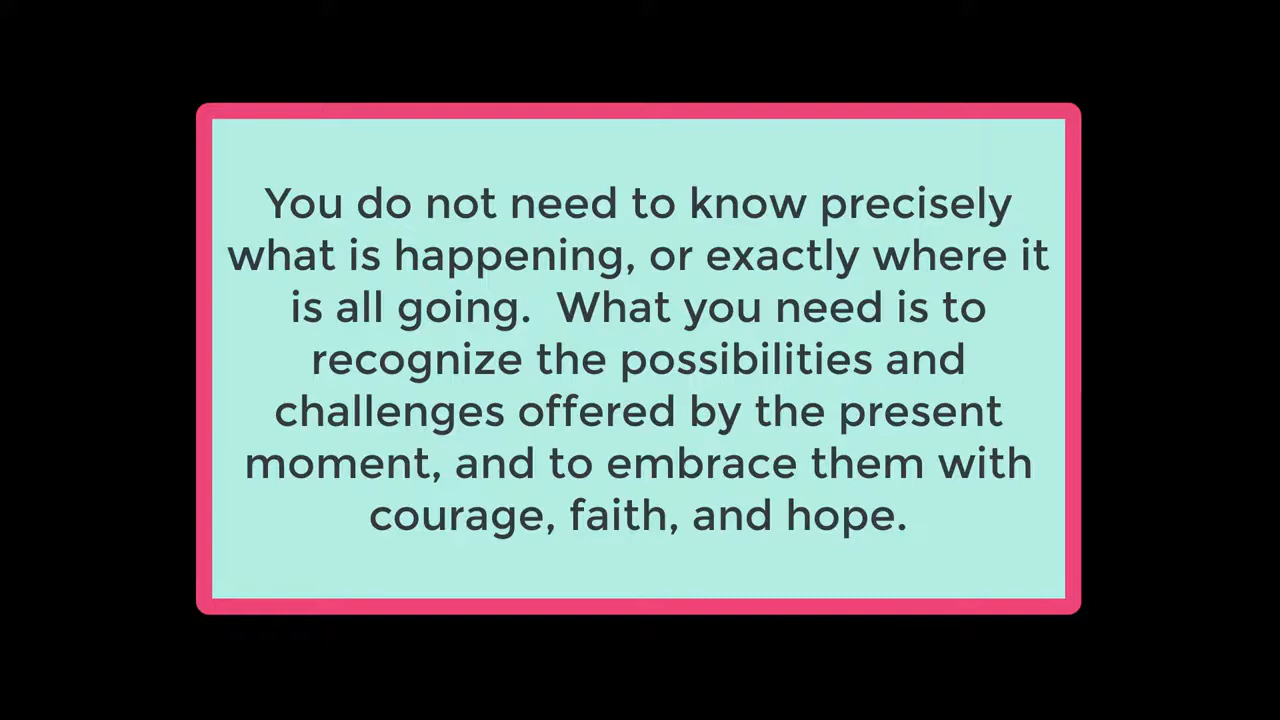 You do not need to know precisely
what is happening, or exactly where it
is all going.  What you need is to
recognize the possibilities and
challenges offered by the present
moment, and to embrace them with
courage, faith, and hope.